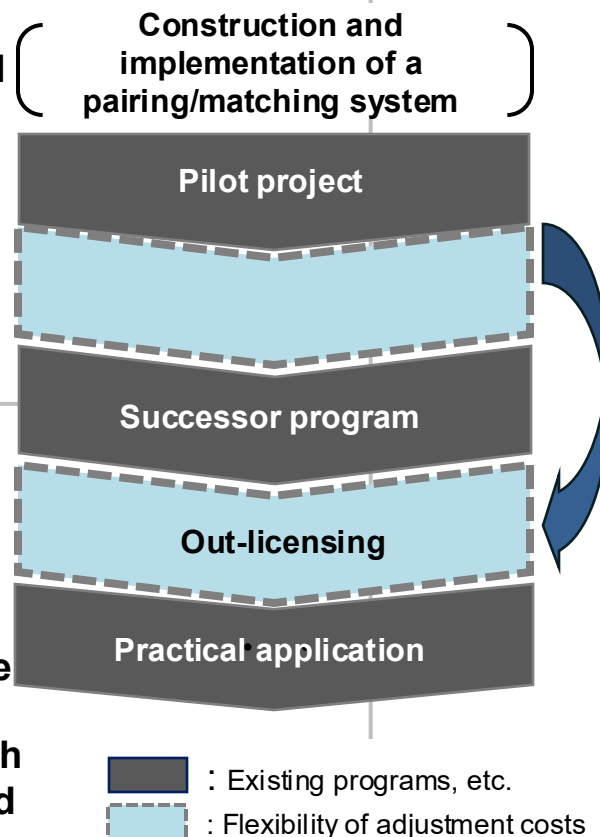 Construction and
implementation of a
pairing/matching system
Pilot project
Successor program
Out-licensing
Practical application
e
h
d
: Existing programs, etc.
: Flexibility of adjustment costs